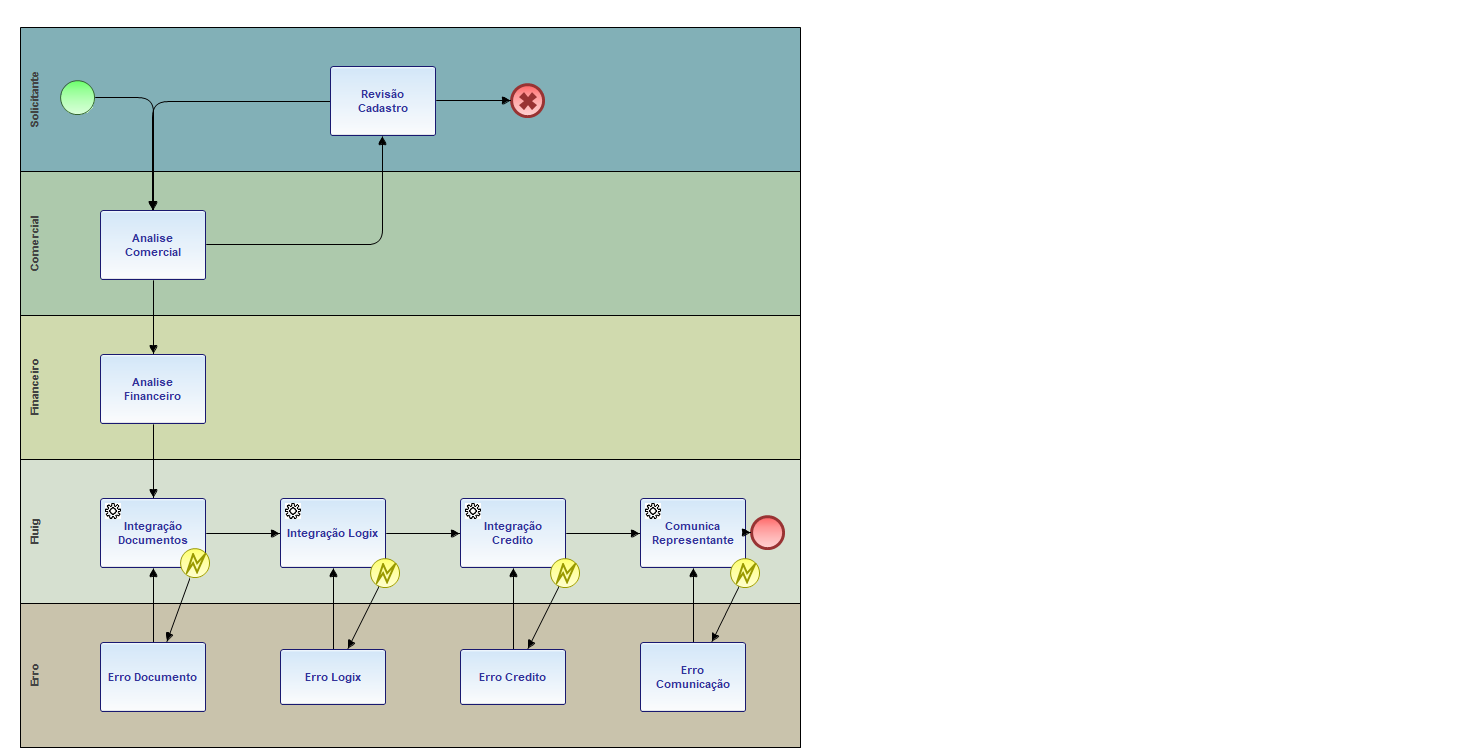 Solicitante
Revisão
Cadastro
Comercial
Analise
Comercial
Financeiro
Analise
Financeiro
Fluig
Integração
Documentos
Integração Logix
Integração
Credito
Comunica
Representante
Erro
Erro Documento
Erro Logix
Erro Credito
Erro
Comunicação